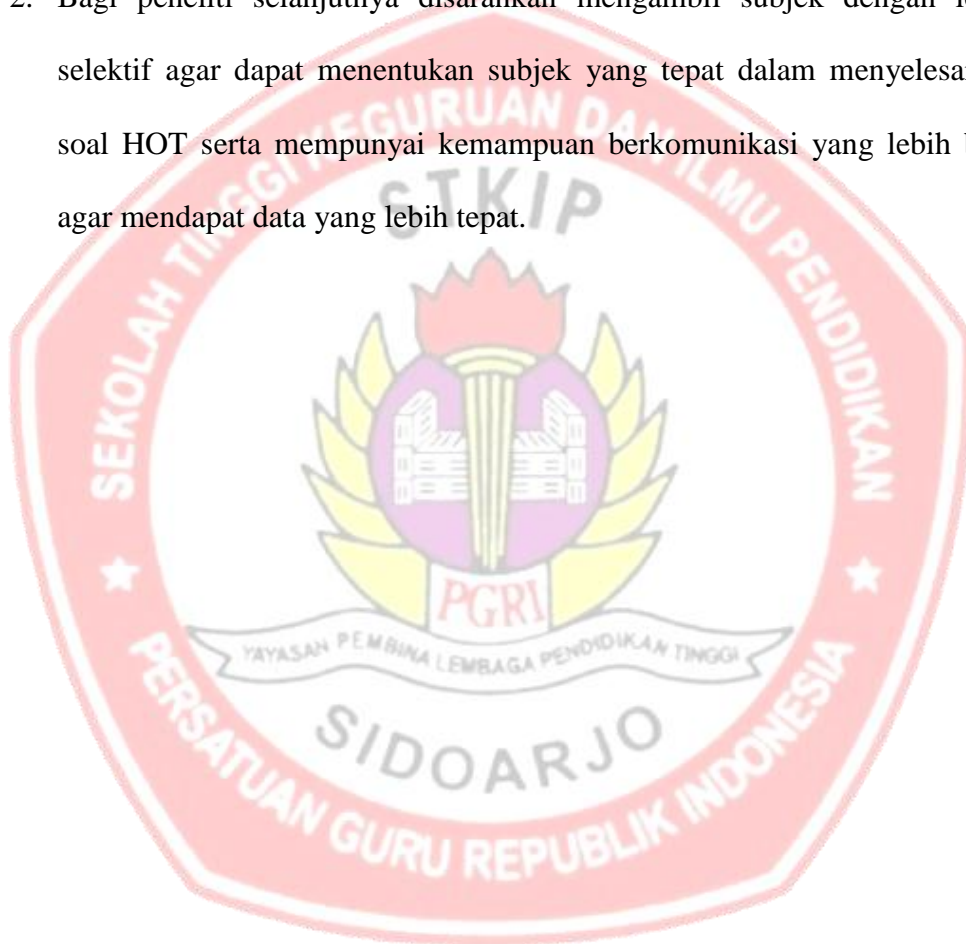 2. Bagi peneliti selanjutnya disarankan mengambil subjek dengan
selektif agar dapat menentukan subjek yang tepat dalam
soal HOT serta mempunyai kemampuan berkomunikasi yang lebih
agar mendapat data yang lebih tepat.
SEKOLAH TINGGI KEGURUAN DAN ILMU PENDIDIKAN
STKIP
PGRI
YAYASAN PEMBINA LEMBAGA PENDIDIKAN TINGGI
SIDOARJO
PERSATUAN GURU REPUBLIK INDONESIA